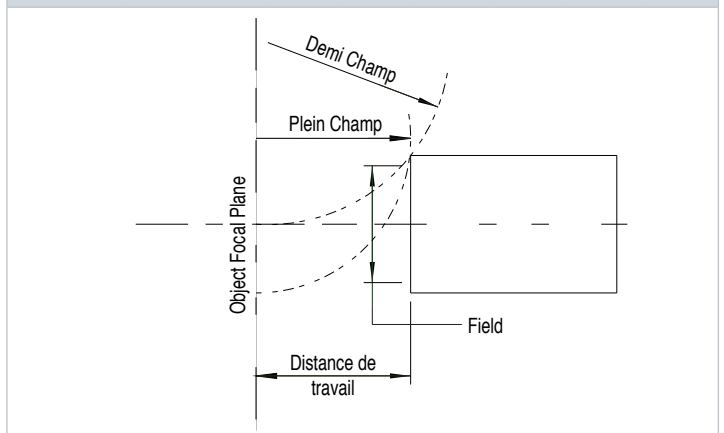 Demi Champ
Plein Champ
Object Focal Plane
Field
Distance de
travail